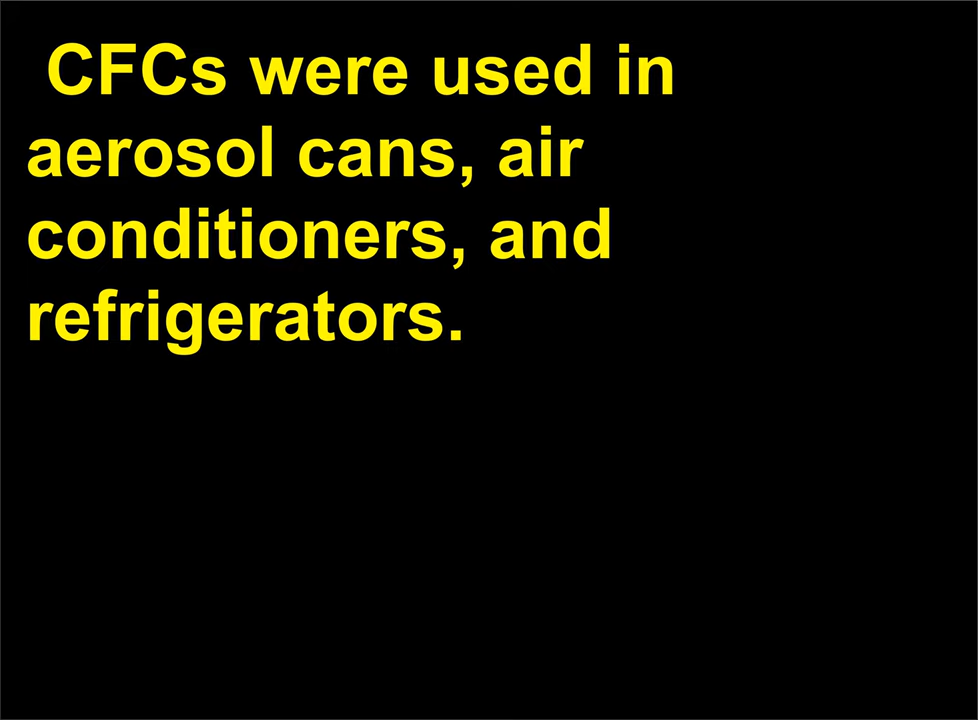 CFCs were used in
aerosol cans, air
conditioners, and
refrigerators.